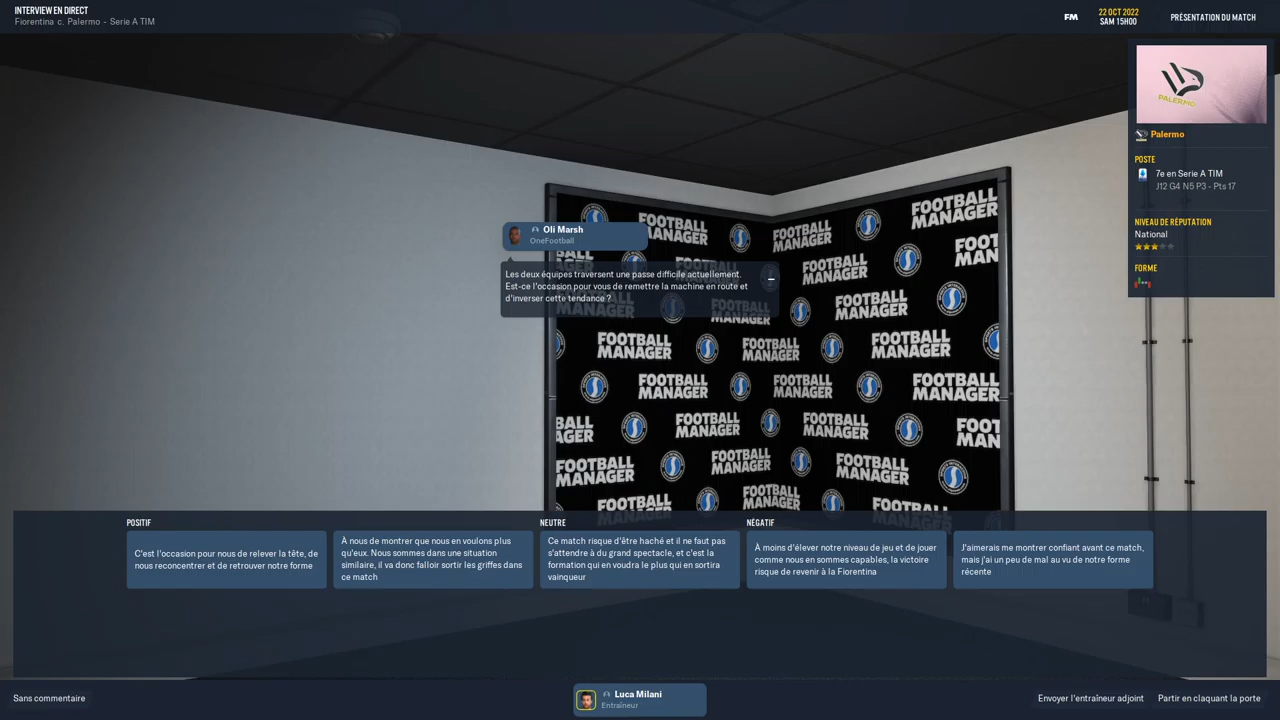 INTERVIEW EN DIRECT
Fiorentina c. Palermo - Serie A TIM
FM
22 OCT 2022
SAM 15H00
PRÉSENTATION DU MATCH
PALERMO
Palermo
POSTE
7e en Serie A TIM
J12 G4 N5 P3 - Pts 17
NIVEAU DE RÉPUTATION
National
FORME
Oli Marsh
OneFootball
Les deux équipes traversent une passe difficile actuellement.
Est-ce l'occasion pour vous de remettre la machine en route et
d'inverser cette tendance ?
FOOTBALL MANAGER
POSITIF
C'est l'occasion pour nous de relever la tête, de
nous reconcentrer et de retrouver notre forme
À nous de montrer que nous en voulons plus
qu'eux. Nous sommes dans une situation
similaire, il va donc falloir sortir les griffes dans
ce match
NEUTRE
Ce match risque d'être haché et il ne faut pas
s'attendre à du grand spectacle, et c'est la
formation qui en voudra le plus qui en sortira
vainqueur
NÉGATIF
À moins d'élever notre niveau de jeu et de jouer
comme nous en sommes capables, la victoire
risque de revenir à la Fiorentina
J'aimerais me montrer confiant avant ce match,
mais j'ai un peu de mal au vu de notre forme
récente
Sans commentaire
Luca Milani
Entraîneur
Envoyer l'entraîneur adjoint
Partir en claquant la porte